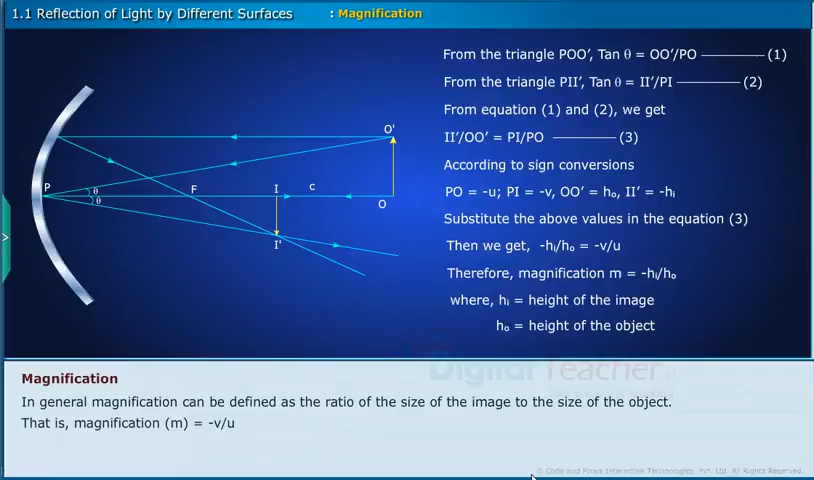 1.1 Reflection of Light by Different Surfaces : Magnification
From the triangle POO′, Tan θ = OO′/PO ———— (1)
From the triangle PII′, Tan θ = II′/PI ———— (2)
From equation (1) and (2), we get
II′/OO′ = PI/PO ———— (3)
According to sign conversions
PO = -u; PI = -v, OO′ = hₒ, II′ = -hᵢ
Substitute the above values in the equation (3)
Then we get, -hᵢ/hₒ = -v/u
Therefore, magnification m = -hᵢ/hₒ
where, hᵢ = height of the image
hₒ = height of the object
O'
P
θ
θ
F
I
c
O
I'
>
Digital Teacher.in
Magnification
In general magnification can be defined as the ratio of the size of the image to the size of the object.
That is, magnification (m) = -v/u
© Code and Pixels Interactive Technologies. Pvt. Ltd. All Rights Reserved.